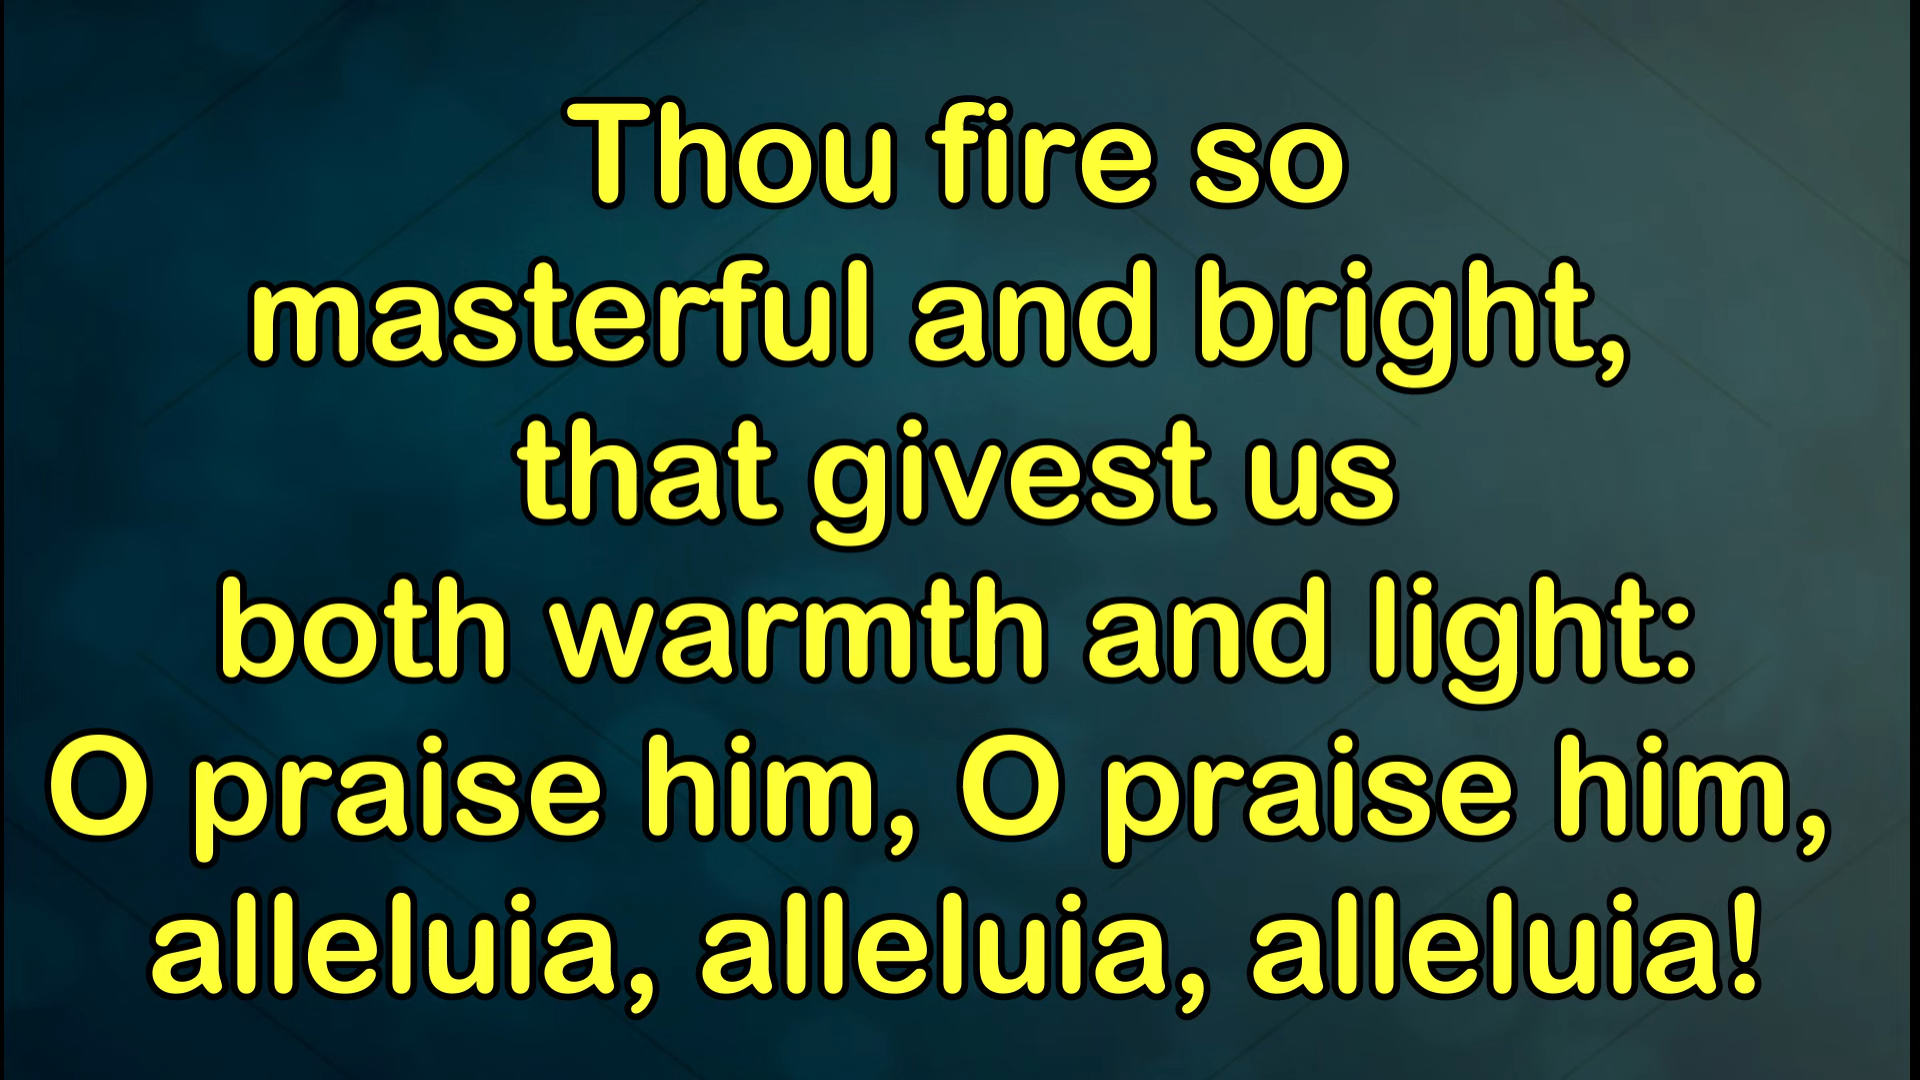 Thou fire so
masterful and bright,
that givest us
both warmth and light:
O praise him, O praise him,
alleluia, alleluia, alleluia!